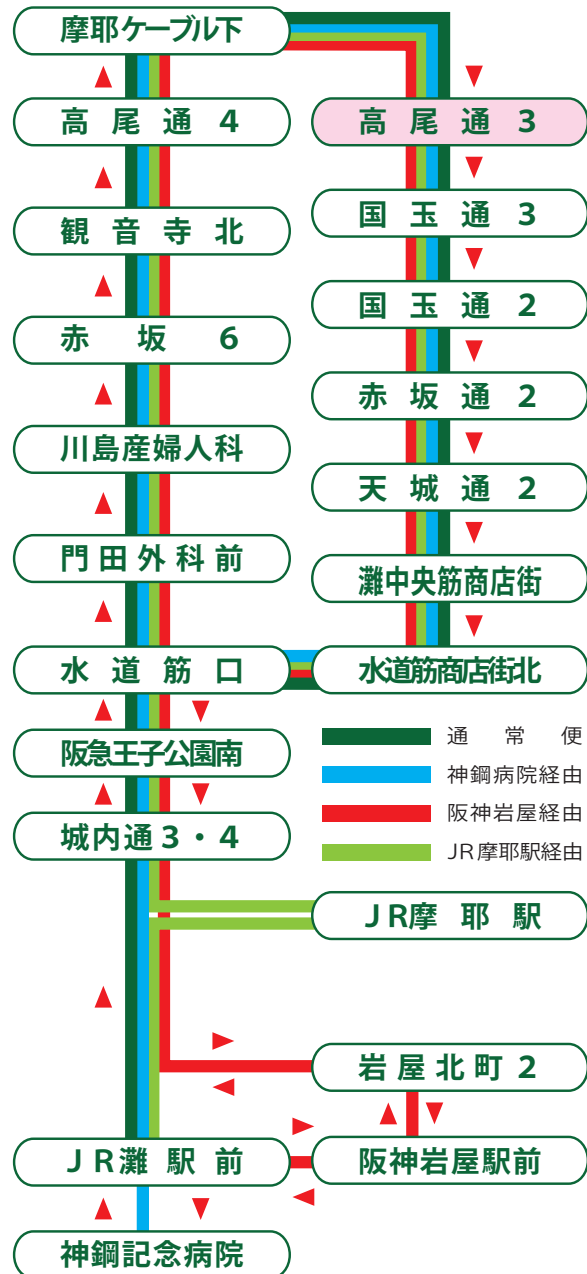 摩耶ケーブル下
高尾通4
高尾通3
観音寺北
国玉通3
国玉通2
赤坂6
赤坂通2
川島産婦人科
天城通2
門田外科前
灘中央筋商店街
水道筋口
水道筋商店街北
阪急王子公園南
城内通3・4
通常便
神鋼病院経由
阪神岩屋経由
JR摩耶駅経由
JR摩耶駅
岩屋北町2
JR灘駅前
阪神岩屋駅前
神鋼記念病院